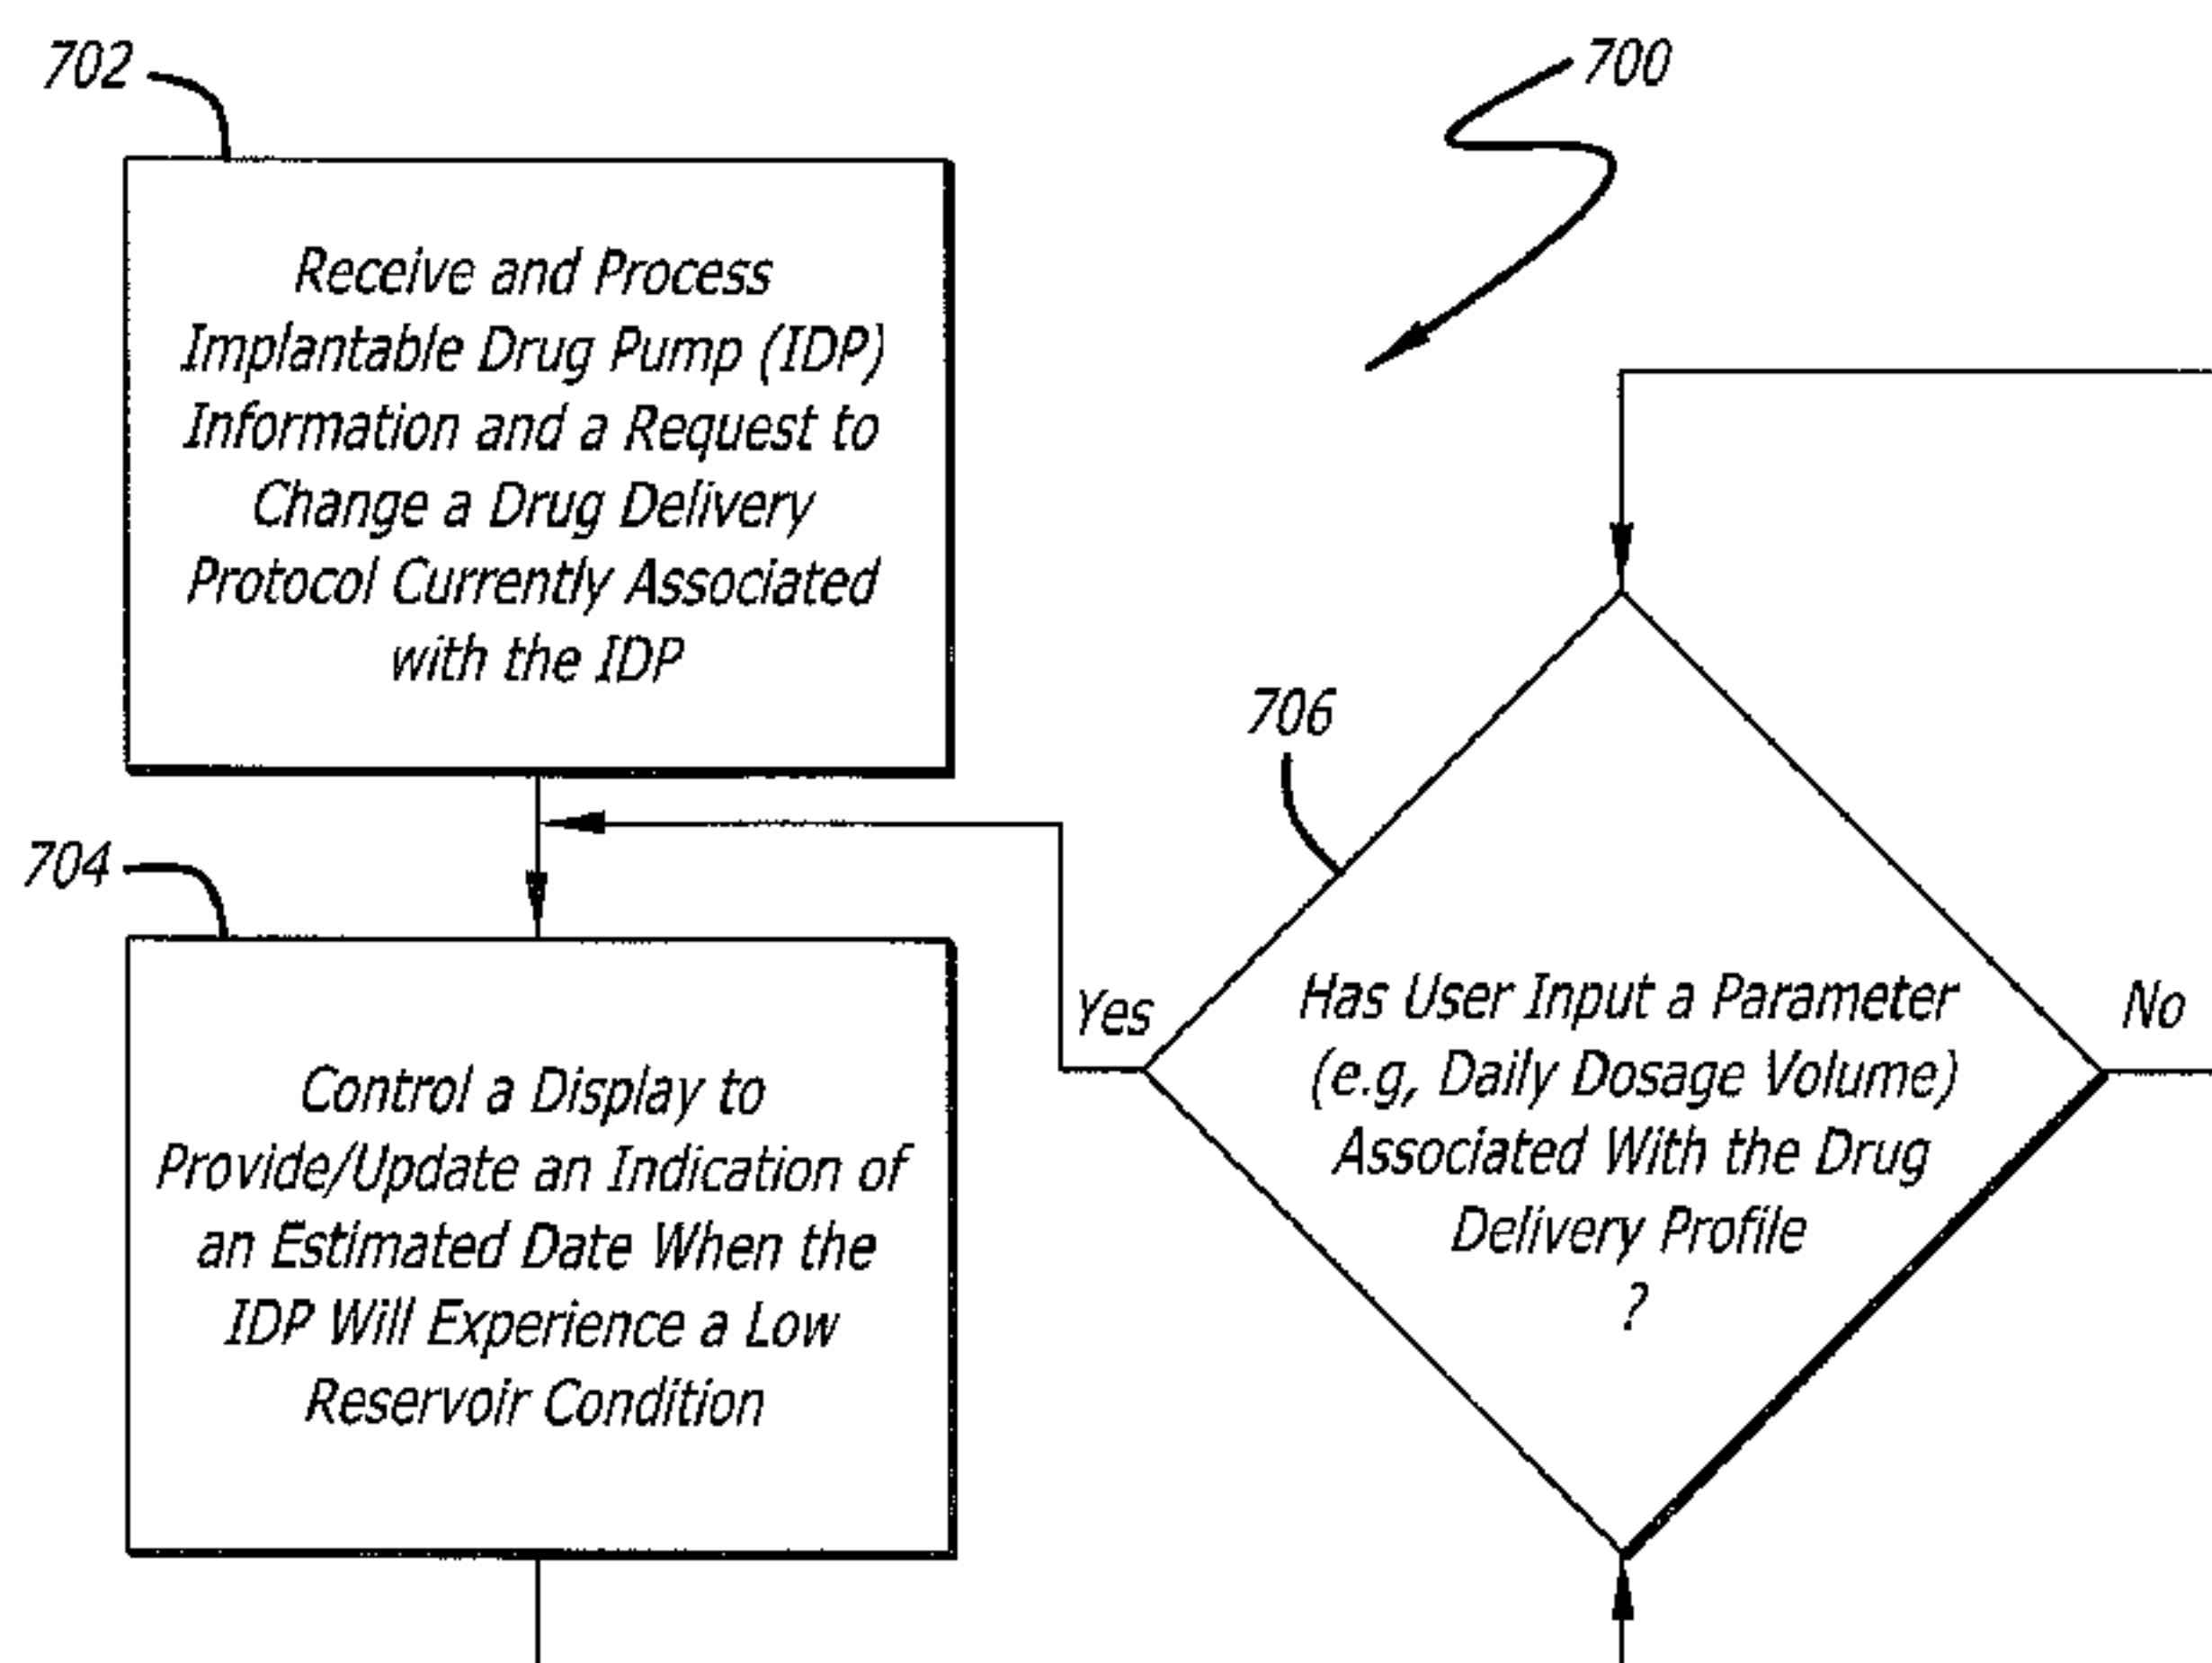 702
700
Receive and Process
Implantable Drug Pump (IDP)
Information and a Request to
Change a Drug Delivery
Protocol Currently Associated
with the IDP
706
704
Yes
No
Has User Input a Parameter
(e.g, Daily Dosage Volume)
Associated With the Drug
Delivery Profile
?
Control a Display to
Provide/Update an Indication of
an Estimated Date When the
IDP Will Experience a Low
Reservoir Condition